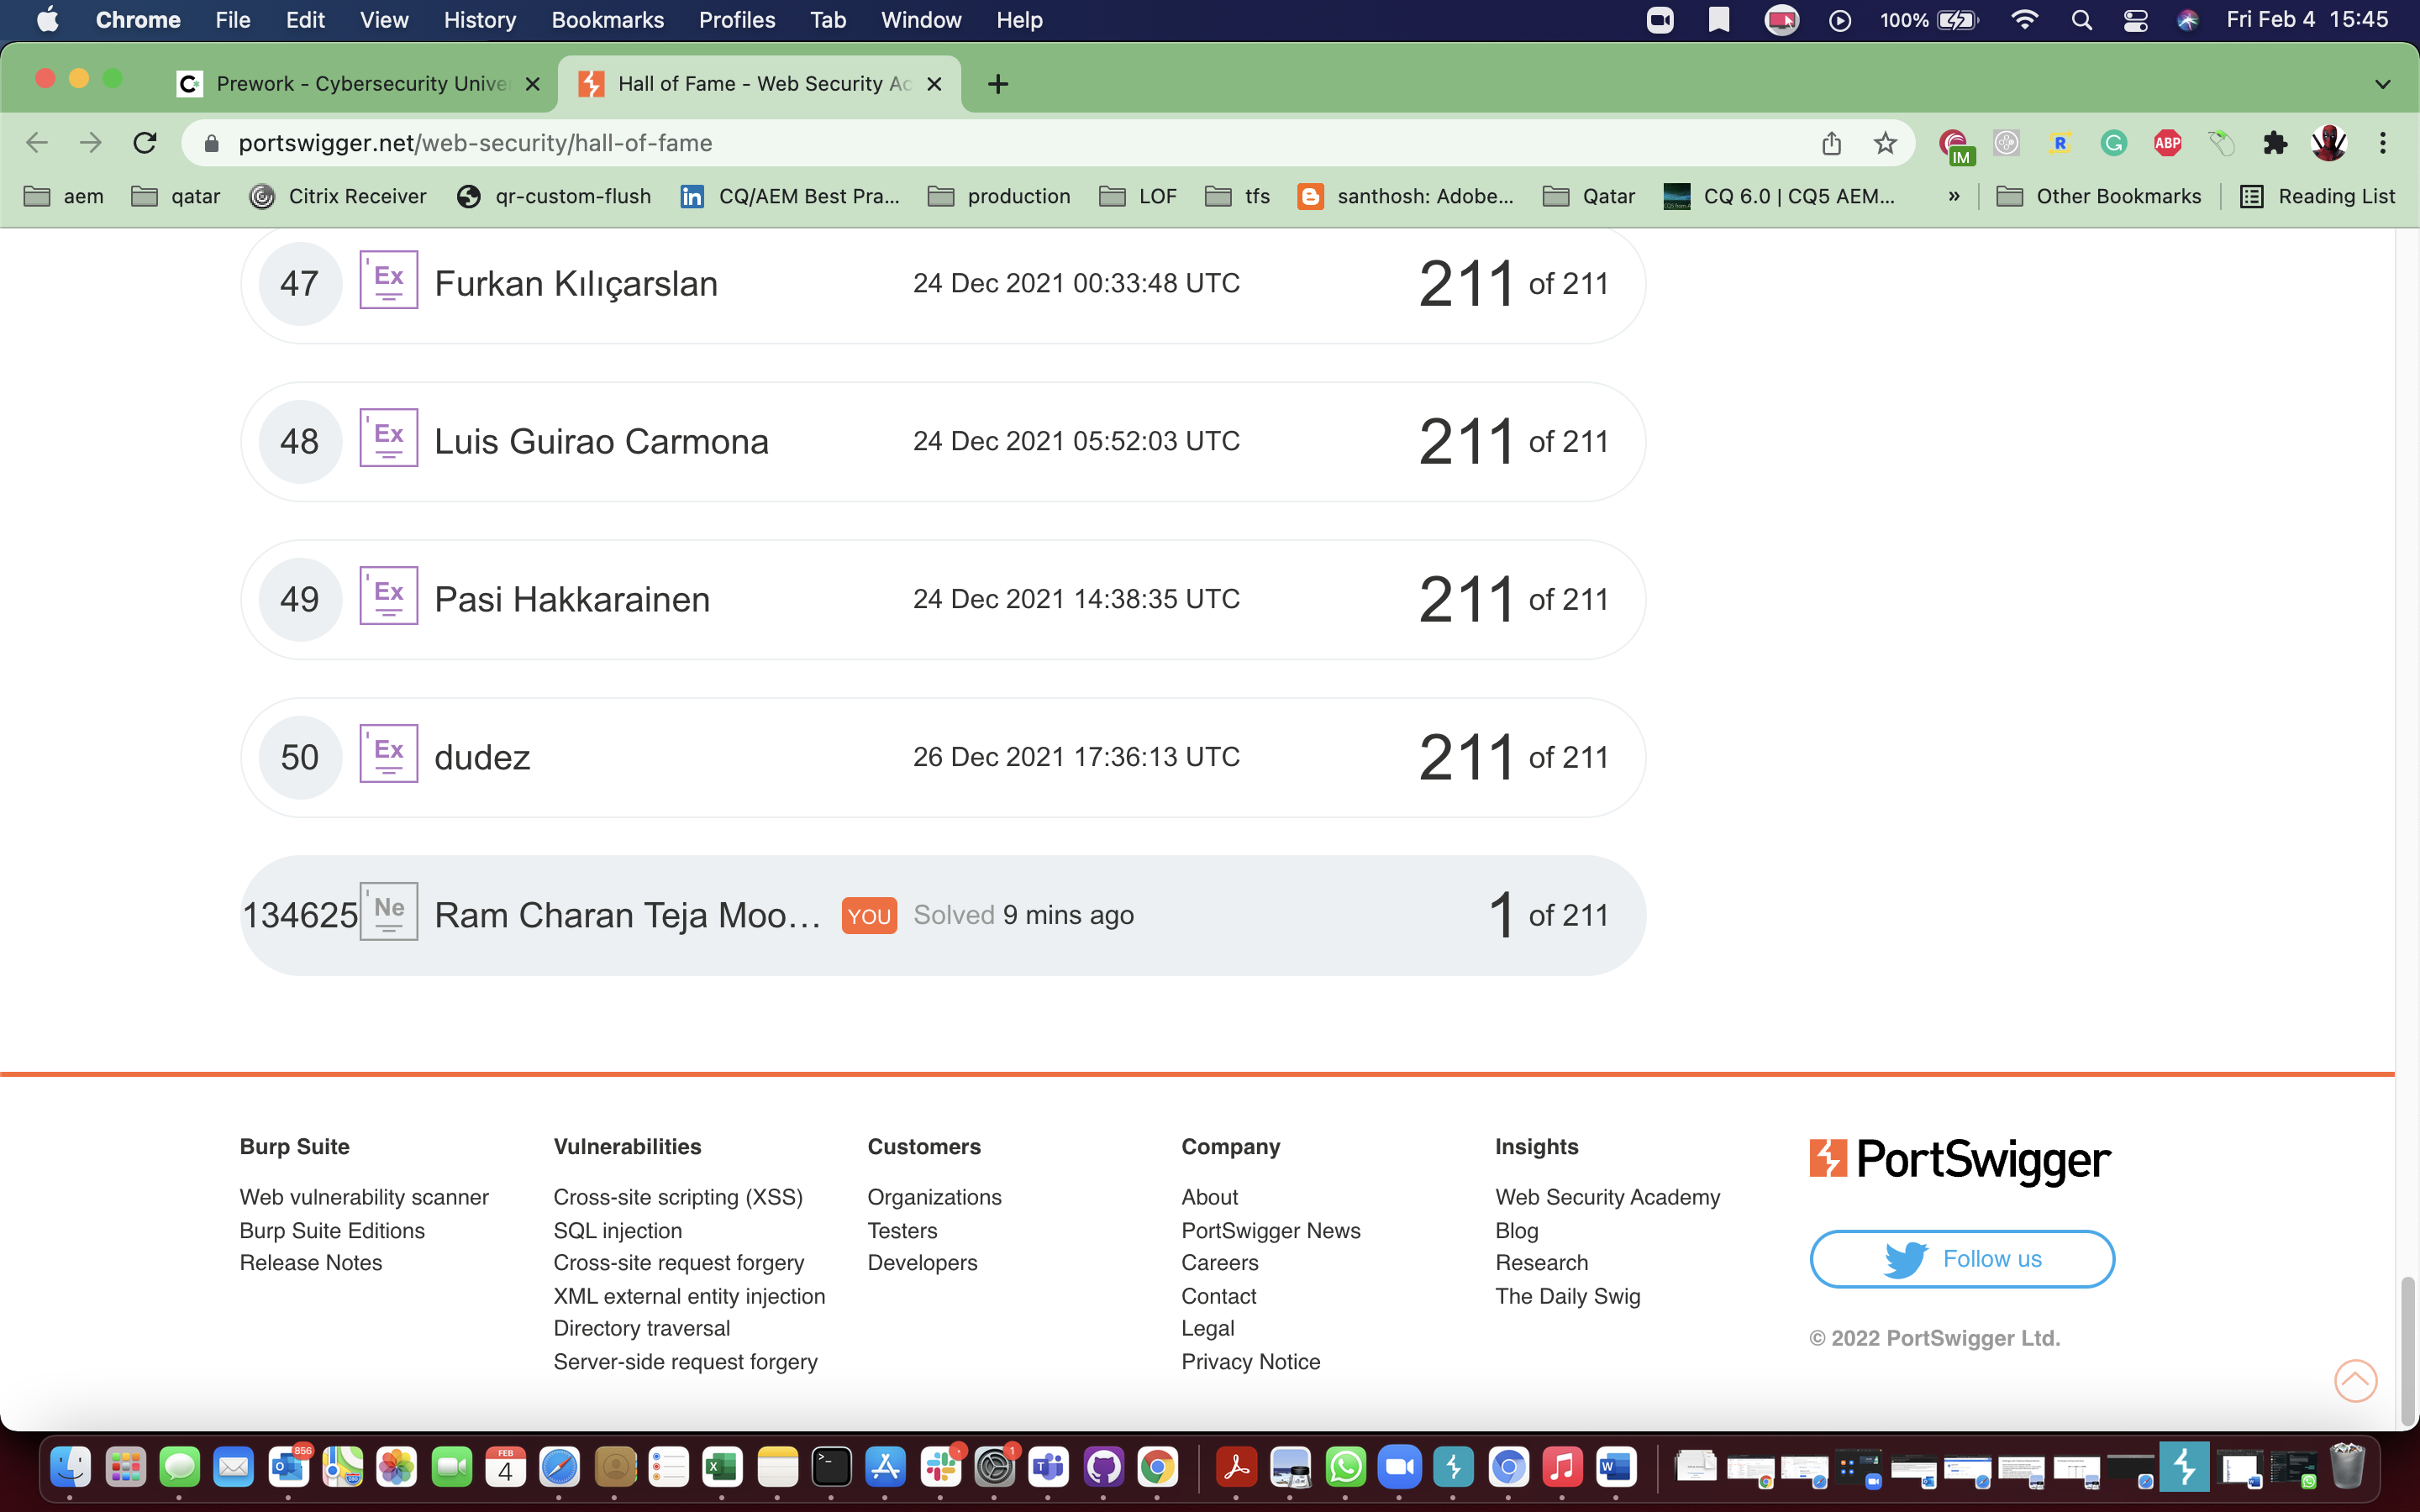 Chrome File Edit View History Bookmarks Profiles Tab Window Help 100% Fri Feb 4 15:45
Prework - Cybersecurity Unive
Hall of Fame - Web Security Ac
portswigger.net/web-security/hall-of-fame
IM R G ABP
aem qatar Citrix Receiver qr-custom-flush CQ/AEM Best Pra... production LOF tfs santhosh: Adobe... Qatar CQ 6.0 | CQ5 AEM... » Other Bookmarks Reading List
47 Ex Furkan Kılıçarslan 24 Dec 2021 00:33:48 UTC 211 of 211
48 Ex Luis Guirao Carmona 24 Dec 2021 05:52:03 UTC 211 of 211
49 Ex Pasi Hakkarainen 24 Dec 2021 14:38:35 UTC 211 of 211
50 Ex dudez 26 Dec 2021 17:36:13 UTC 211 of 211
134625 Ne Ram Charan Teja Moo... YOU Solved 9 mins ago 1 of 211
Burp Suite
Web vulnerability scanner
Burp Suite Editions
Release Notes
Vulnerabilities
Cross-site scripting (XSS)
SQL injection
Cross-site request forgery
XML external entity injection
Directory traversal
Server-side request forgery
Customers
Organizations
Testers
Developers
Company
About
PortSwigger News
Careers
Contact
Legal
Privacy Notice
Insights
Web Security Academy
Blog
Research
The Daily Swig
PortSwigger
Follow us
© 2022 PortSwigger Ltd.
856 FEB 4 1